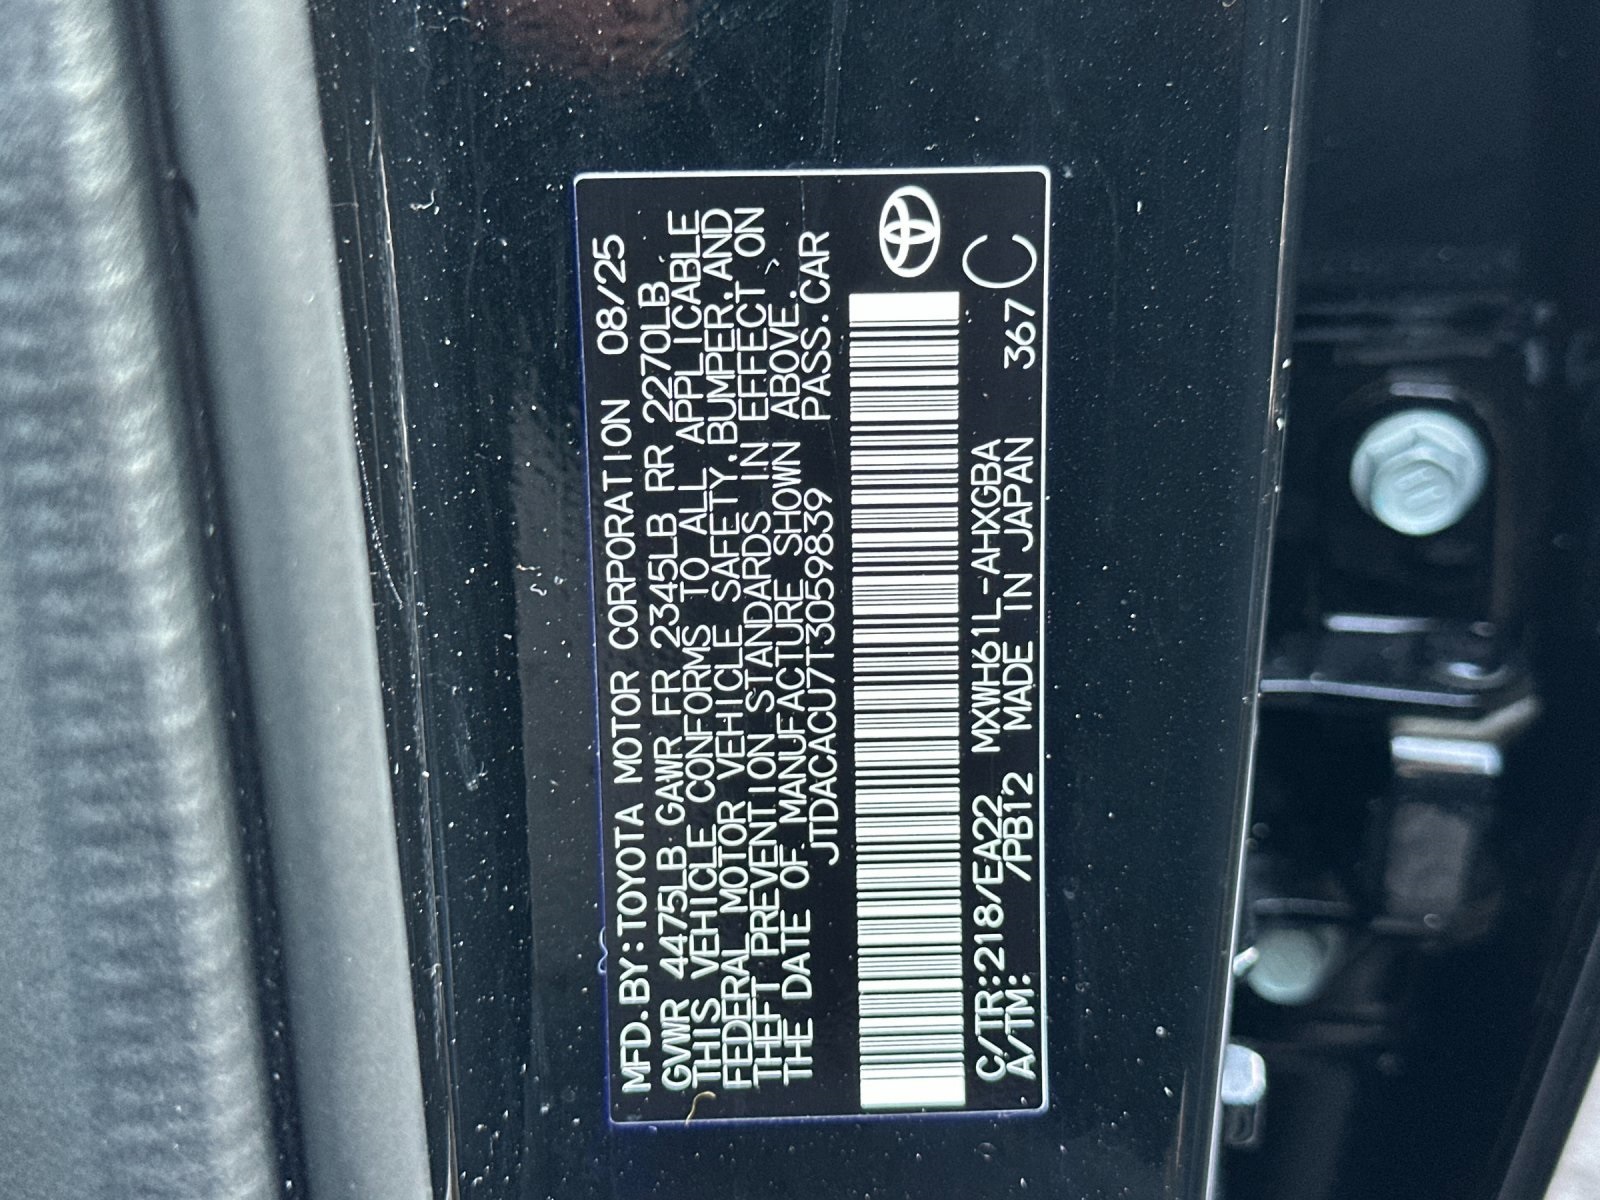 MFD.BY:TOYOTA MOTOR CORPORATION 08/25
GVWR 4475LB GAWR FR 2345LB RR 2270LB
THIS VEHICLE CONFORMS TO ALL APPLICABLE
FEDERAL MOTOR VEHICLE SAFETY,BUMPER,AND
THEFT PREVENTION STANDARDS IN EFFECT ON
THE DATE OF MANUFACTURE SHOWN ABOVE.
JTDACACU7T3059839 PASS.CAR
C/TR:218/EA22 MXWH61L-AHXGBA
A/TM: /PB12 MADE IN JAPAN 367 C